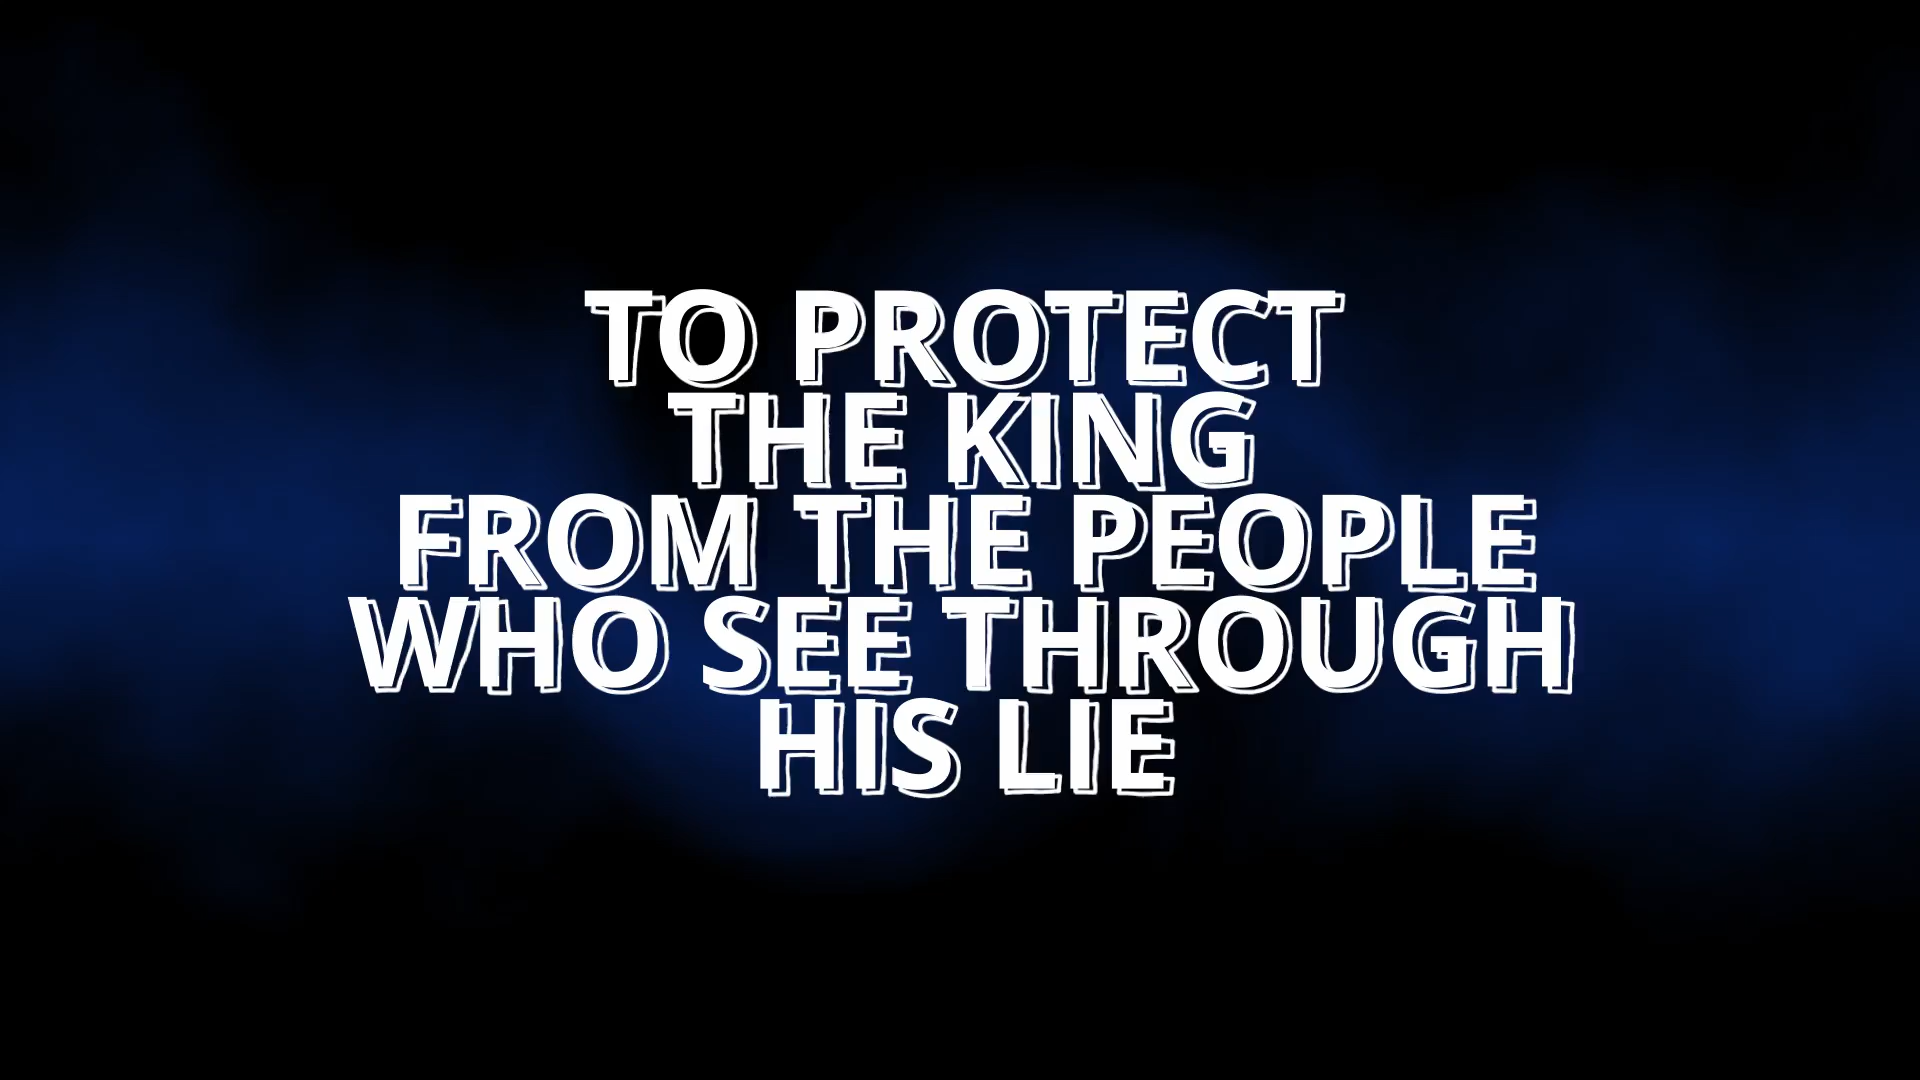 TO PROTECT
THE KING
FROM THE PEOPLE
WHO SEE THROUGH
HIS LIE